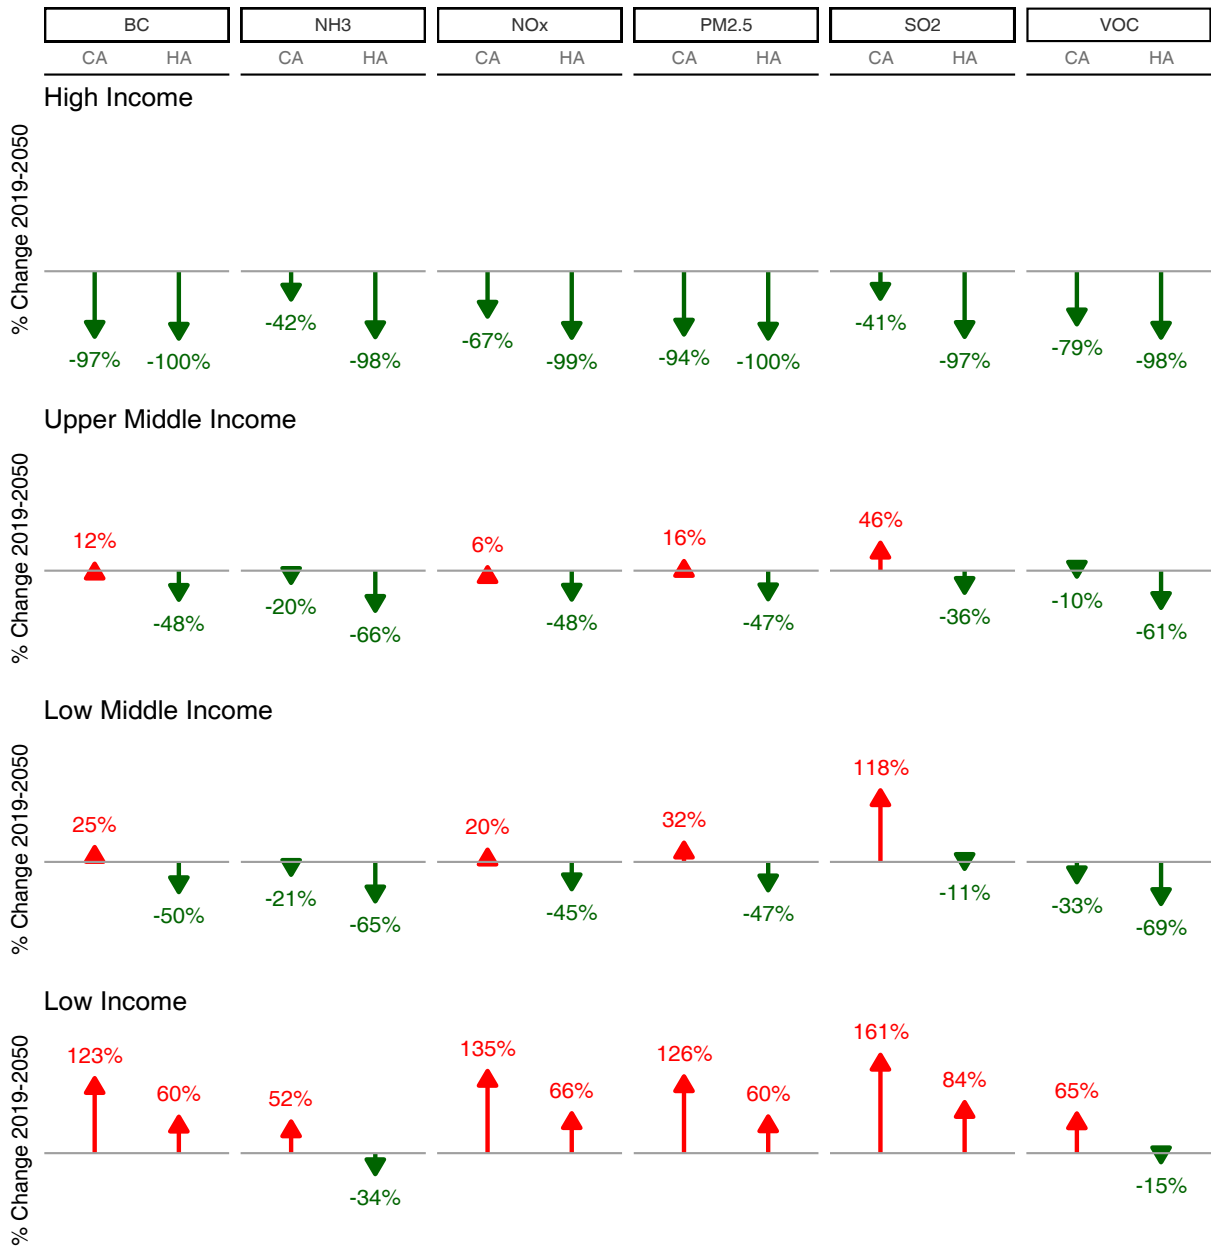 BC NH3 NOx PM2.5 SO2 VOC
CA HA CA HA CA HA CA HA CA HA CA HA
High Income
% Change 2019-2050
-97% -100% -42% -98% -67% -99% -94% -100% -41% -97% -79% -98%
Upper Middle Income
% Change 2019-2050
12% -48% -20% -66% 6% -48% 16% -47% 46% -36% -10% -61%
Low Middle Income
% Change 2019-2050
25% -50% -21% -65% 20% -45% 32% -47% 118% -11% -33% -69%
Low Income
% Change 2019-2050
123% 60% 52% -34% 135% 66% 126% 60% 161% 84% 65% -15%